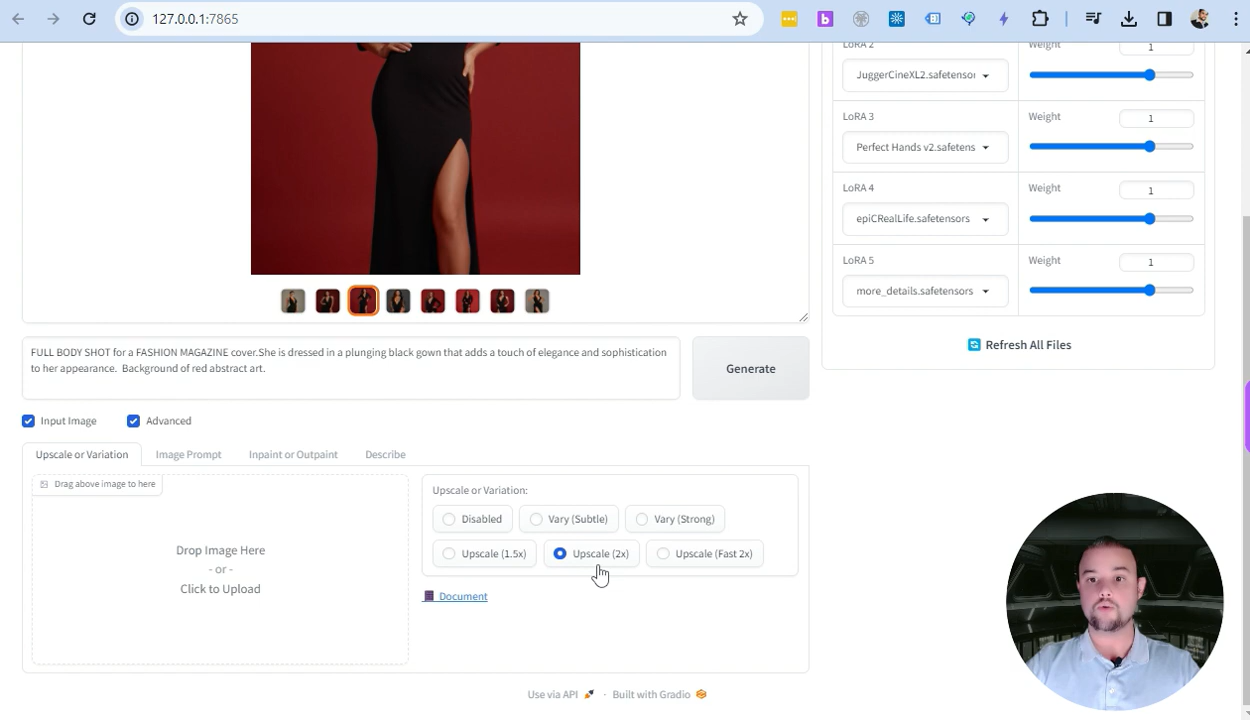 127.0.0.1:7865
LoRA 2
Weight
1
JuggerCineXL2.safetensor
LoRA 3
Weight
1
Perfect Hands v2.safetens
LoRA 4
Weight
1
epiCRealLife.safetensors
LoRA 5
Weight
1
more_details.safetensors
Refresh All Files
FULL BODY SHOT for a FASHION MAGAZINE cover.She is dressed in a plunging black gown that adds a touch of elegance and sophistication
to her appearance. Background of red abstract art.
Generate
Input Image
Advanced
Upscale or Variation
Image Prompt
Inpaint or Outpaint
Describe
Drag above image to here
Drop Image Here
- or -
Click to Upload
Upscale or Variation:
Disabled
Vary (Subtle)
Vary (Strong)
Upscale (1.5x)
Upscale (2x)
Upscale (Fast 2x)
Document
Use via API
·
Built with Gradio